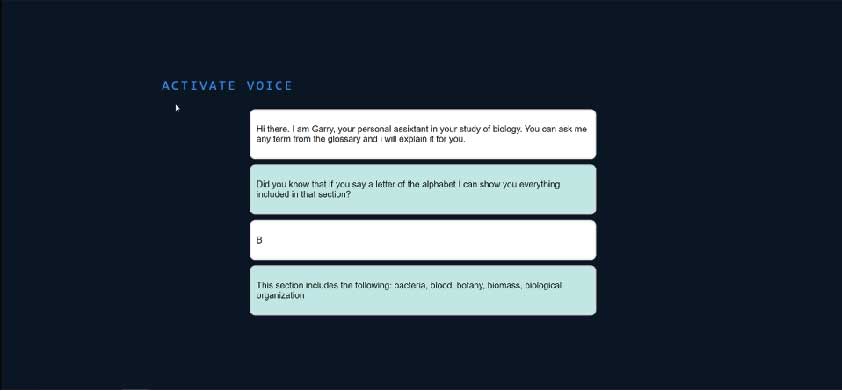 ACTIVATE VOICE
Hi there. I am Garry, your personal assixtant in your study of biology. You can ask me
any term from the glossary and i will explain it for you.
Did you know that if you say a letter of the alphabet I can show you everything
included in that section?
B
This section includes the following: bacteria, blood, botany, biomass, biological
organization